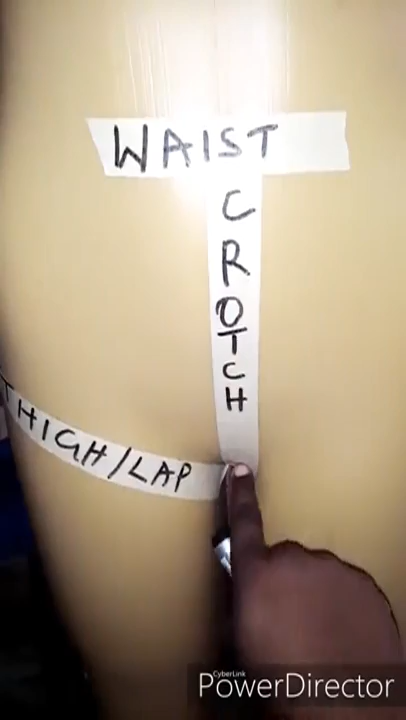 WAIST
CROTCH
THIGH/LAP
CyberLink
PowerDirector